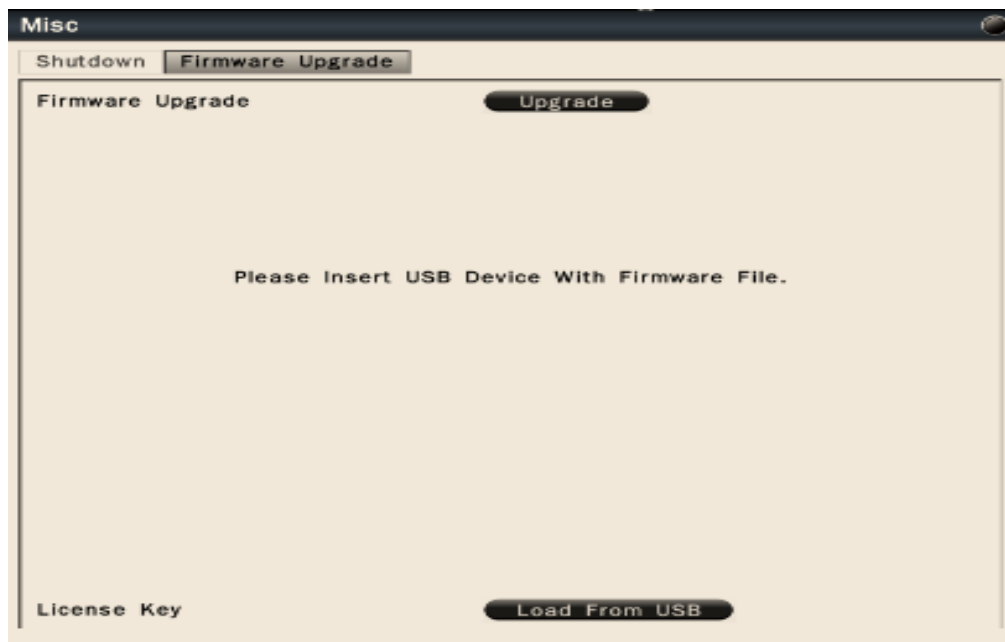 Misc
Shutdown Firmware Upgrade
Firmware Upgrade Upgrade
Please Insert USB Device With Firmware File.
License Key Load From USB